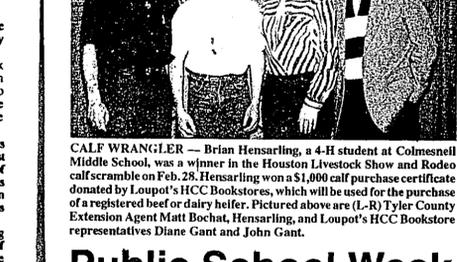 CALF WRANGLER — Brian Hensarling, a 4-H student at Colmesneil
Middle School, was a winner in the Houston Livestock Show and Rodeo
calf scramble on Feb. 28. Hensarling won a $1,000 calf purchase certificate
donated by Loupot's HCC Bookstores, which will be used for the purchase
of a registered beef or dairy heifer. Pictured above are (L-R) Tyler County
Extension Agent Matt Bochat, Hensarling, and Loupot's HCC Bookstore
representatives Diane Gant and John Gant.
Public School Week